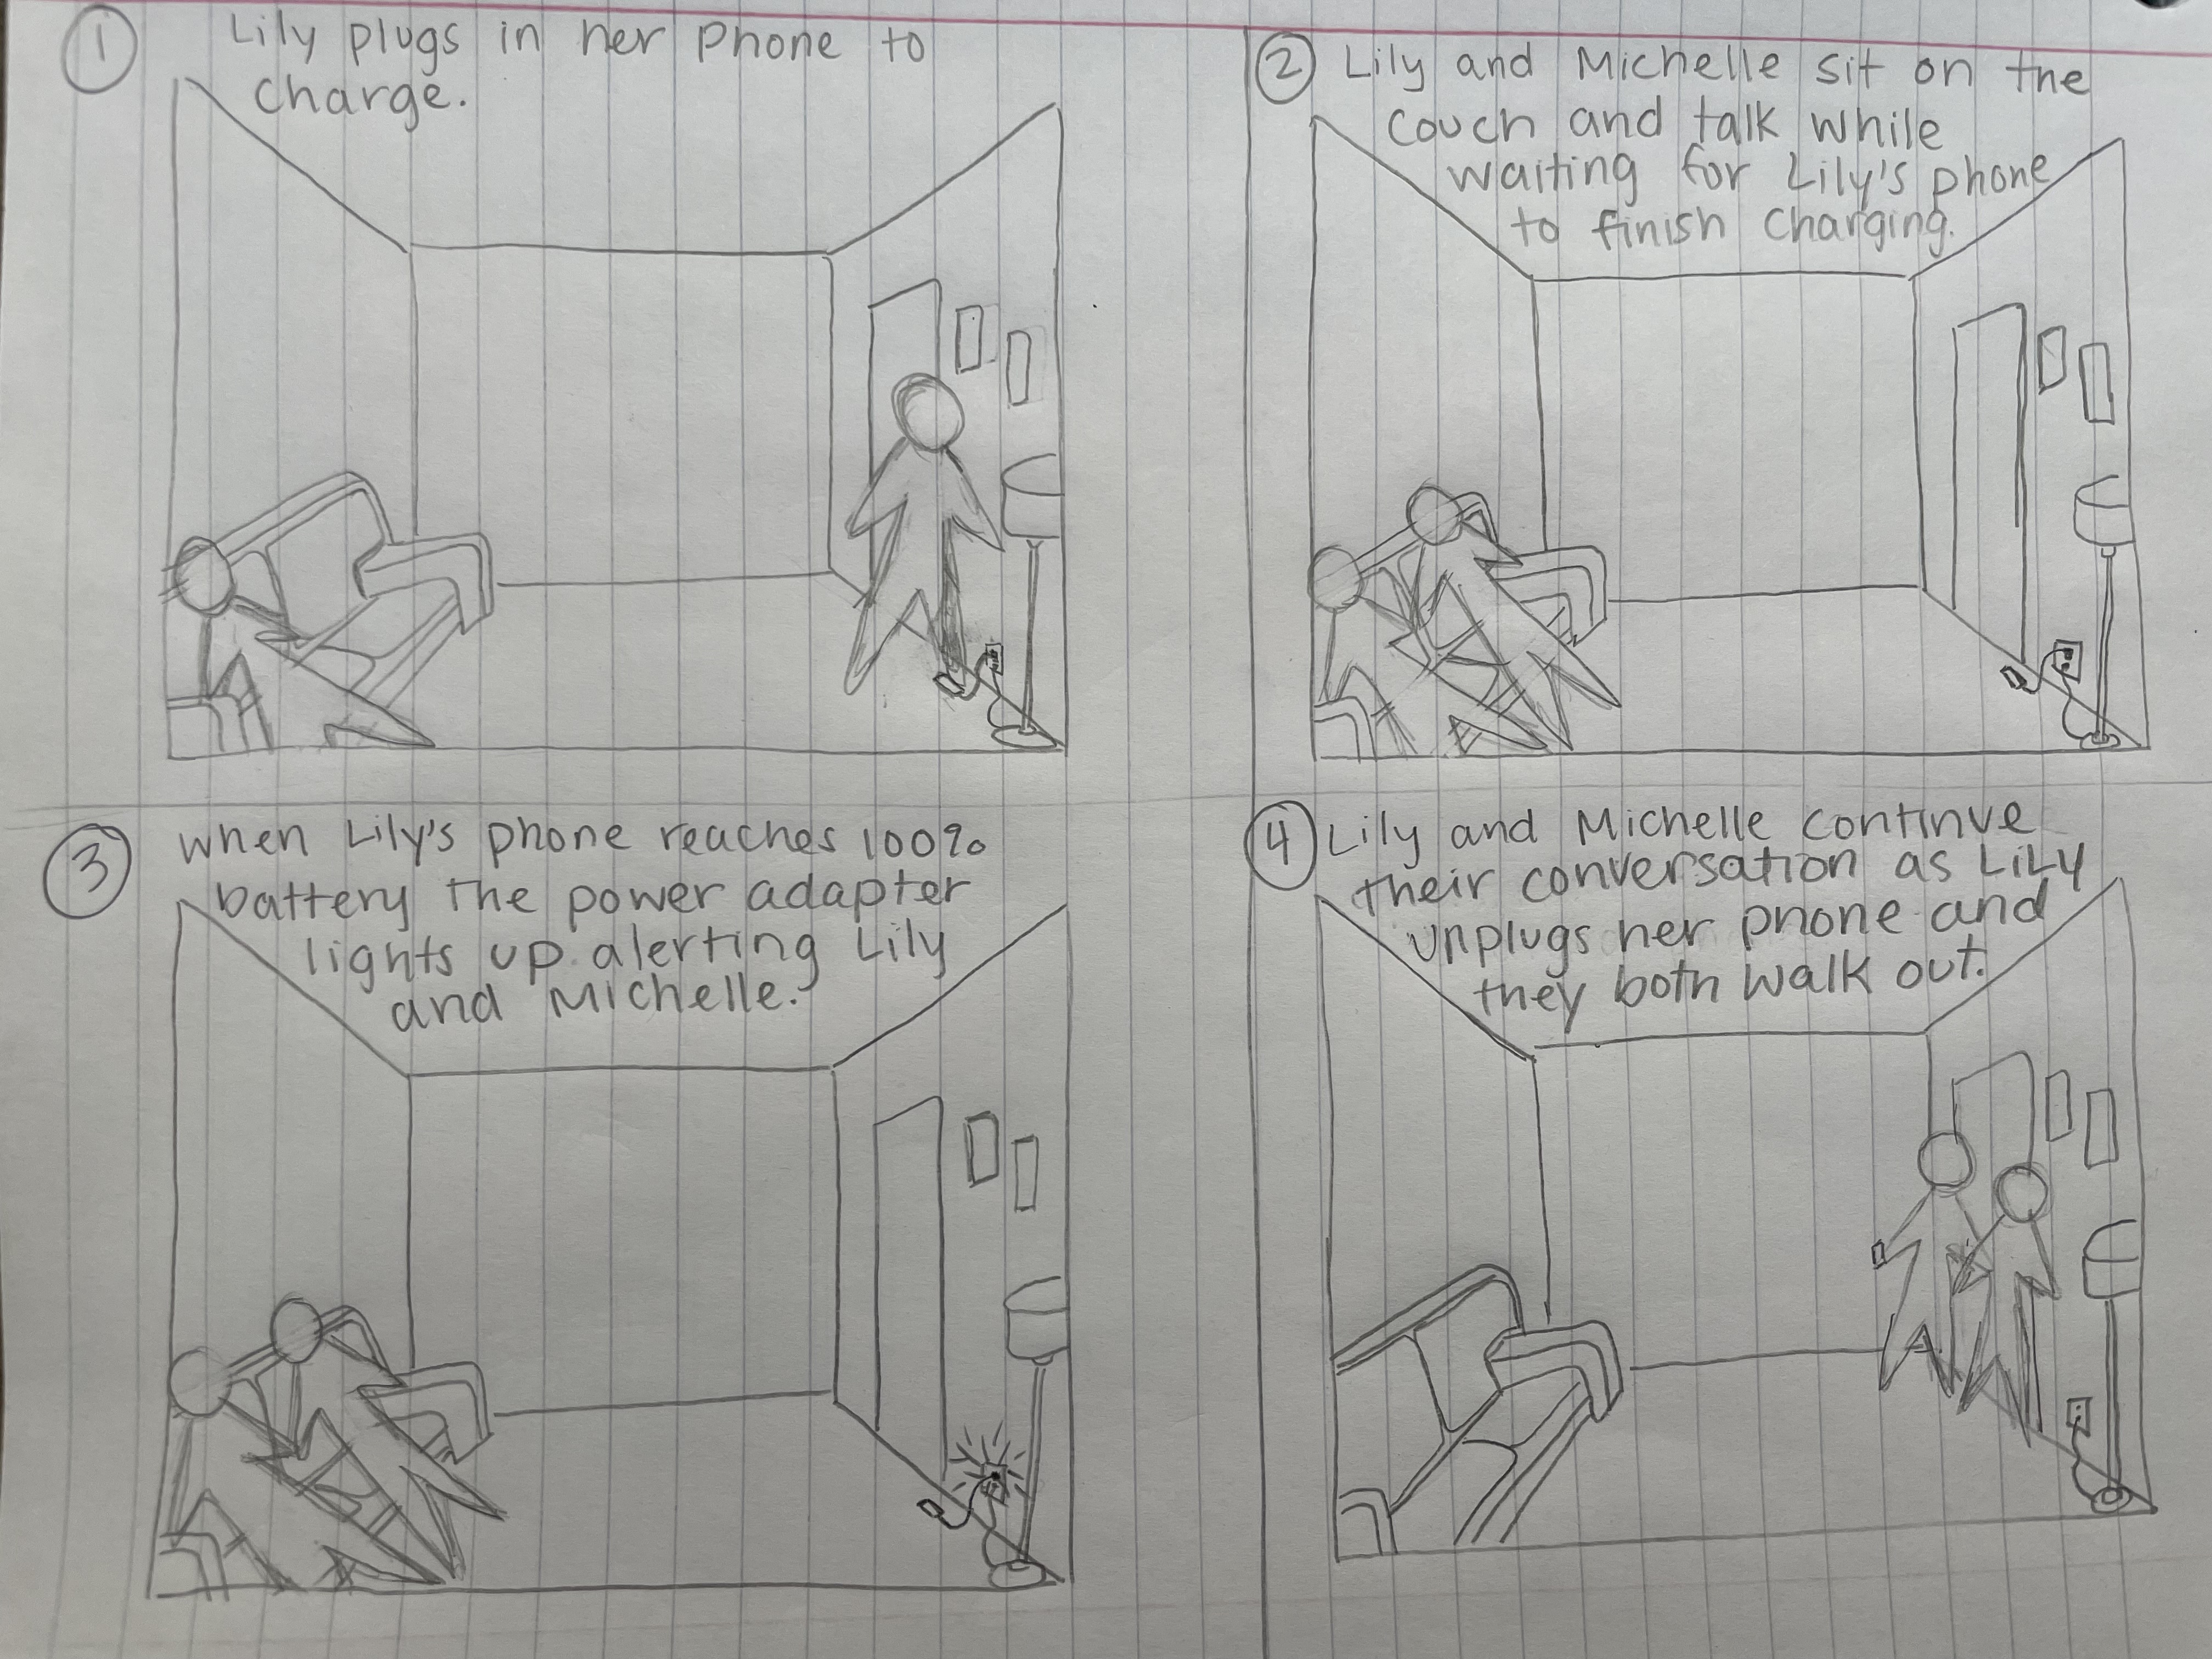 1
Lily plugs in her phone to
charge.
2
Lily and Michelle sit on the
couch and talk while
waiting for Lily's phone
to finish charging.
3
When Lily's phone reaches 100%
battery the power adapter
lights up alerting Lily
and Michelle.
4
Lily and Michelle continue
their conversation as Lily
unplugs her phone and
they both walk out.